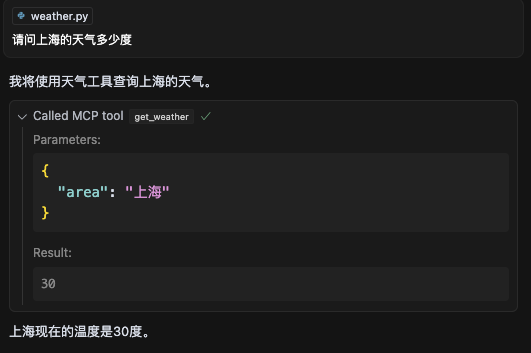 weather.py
请问上海的天气多少度
我将使用天气工具查询上海的天气。
Called MCP tool get_weather
Parameters:
{
"area": "上海"
}
Result:
30
上海现在的温度是30度。